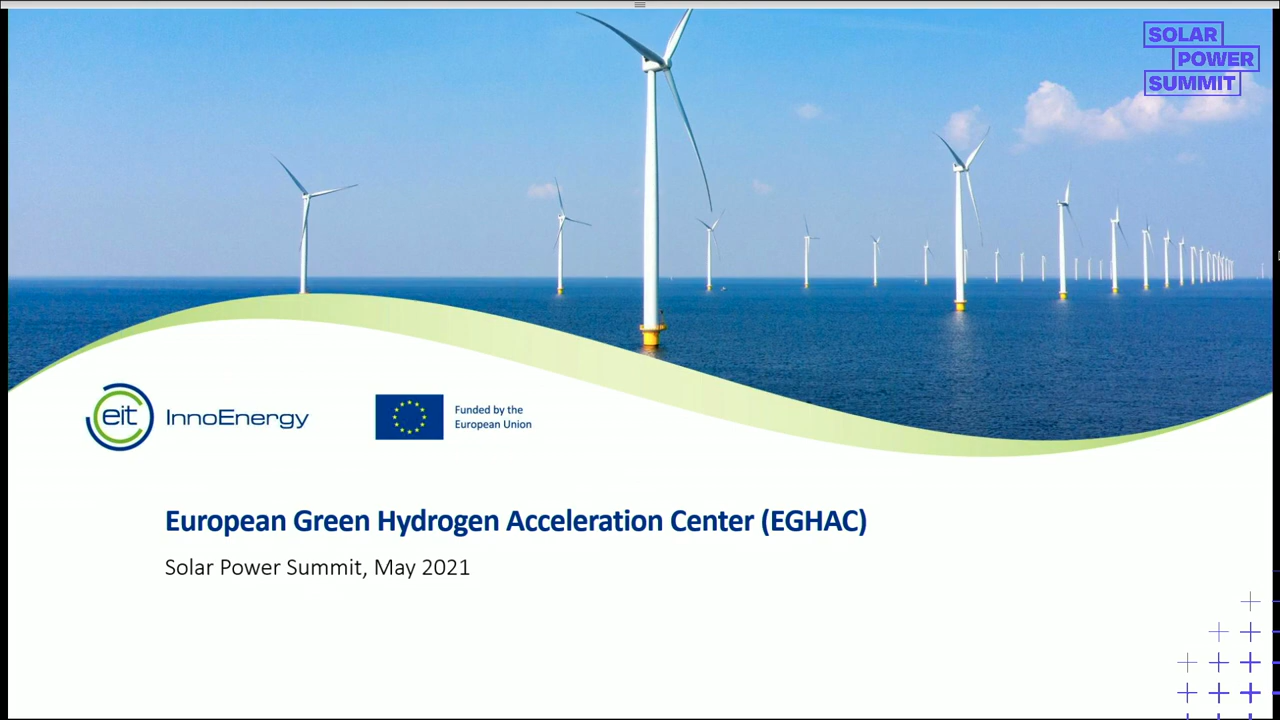 SOLAR
POWER
SUMMIT
eit InnoEnergy
Funded by the
European Union
European Green Hydrogen Acceleration Center (EGHAC)
Solar Power Summit, May 2021